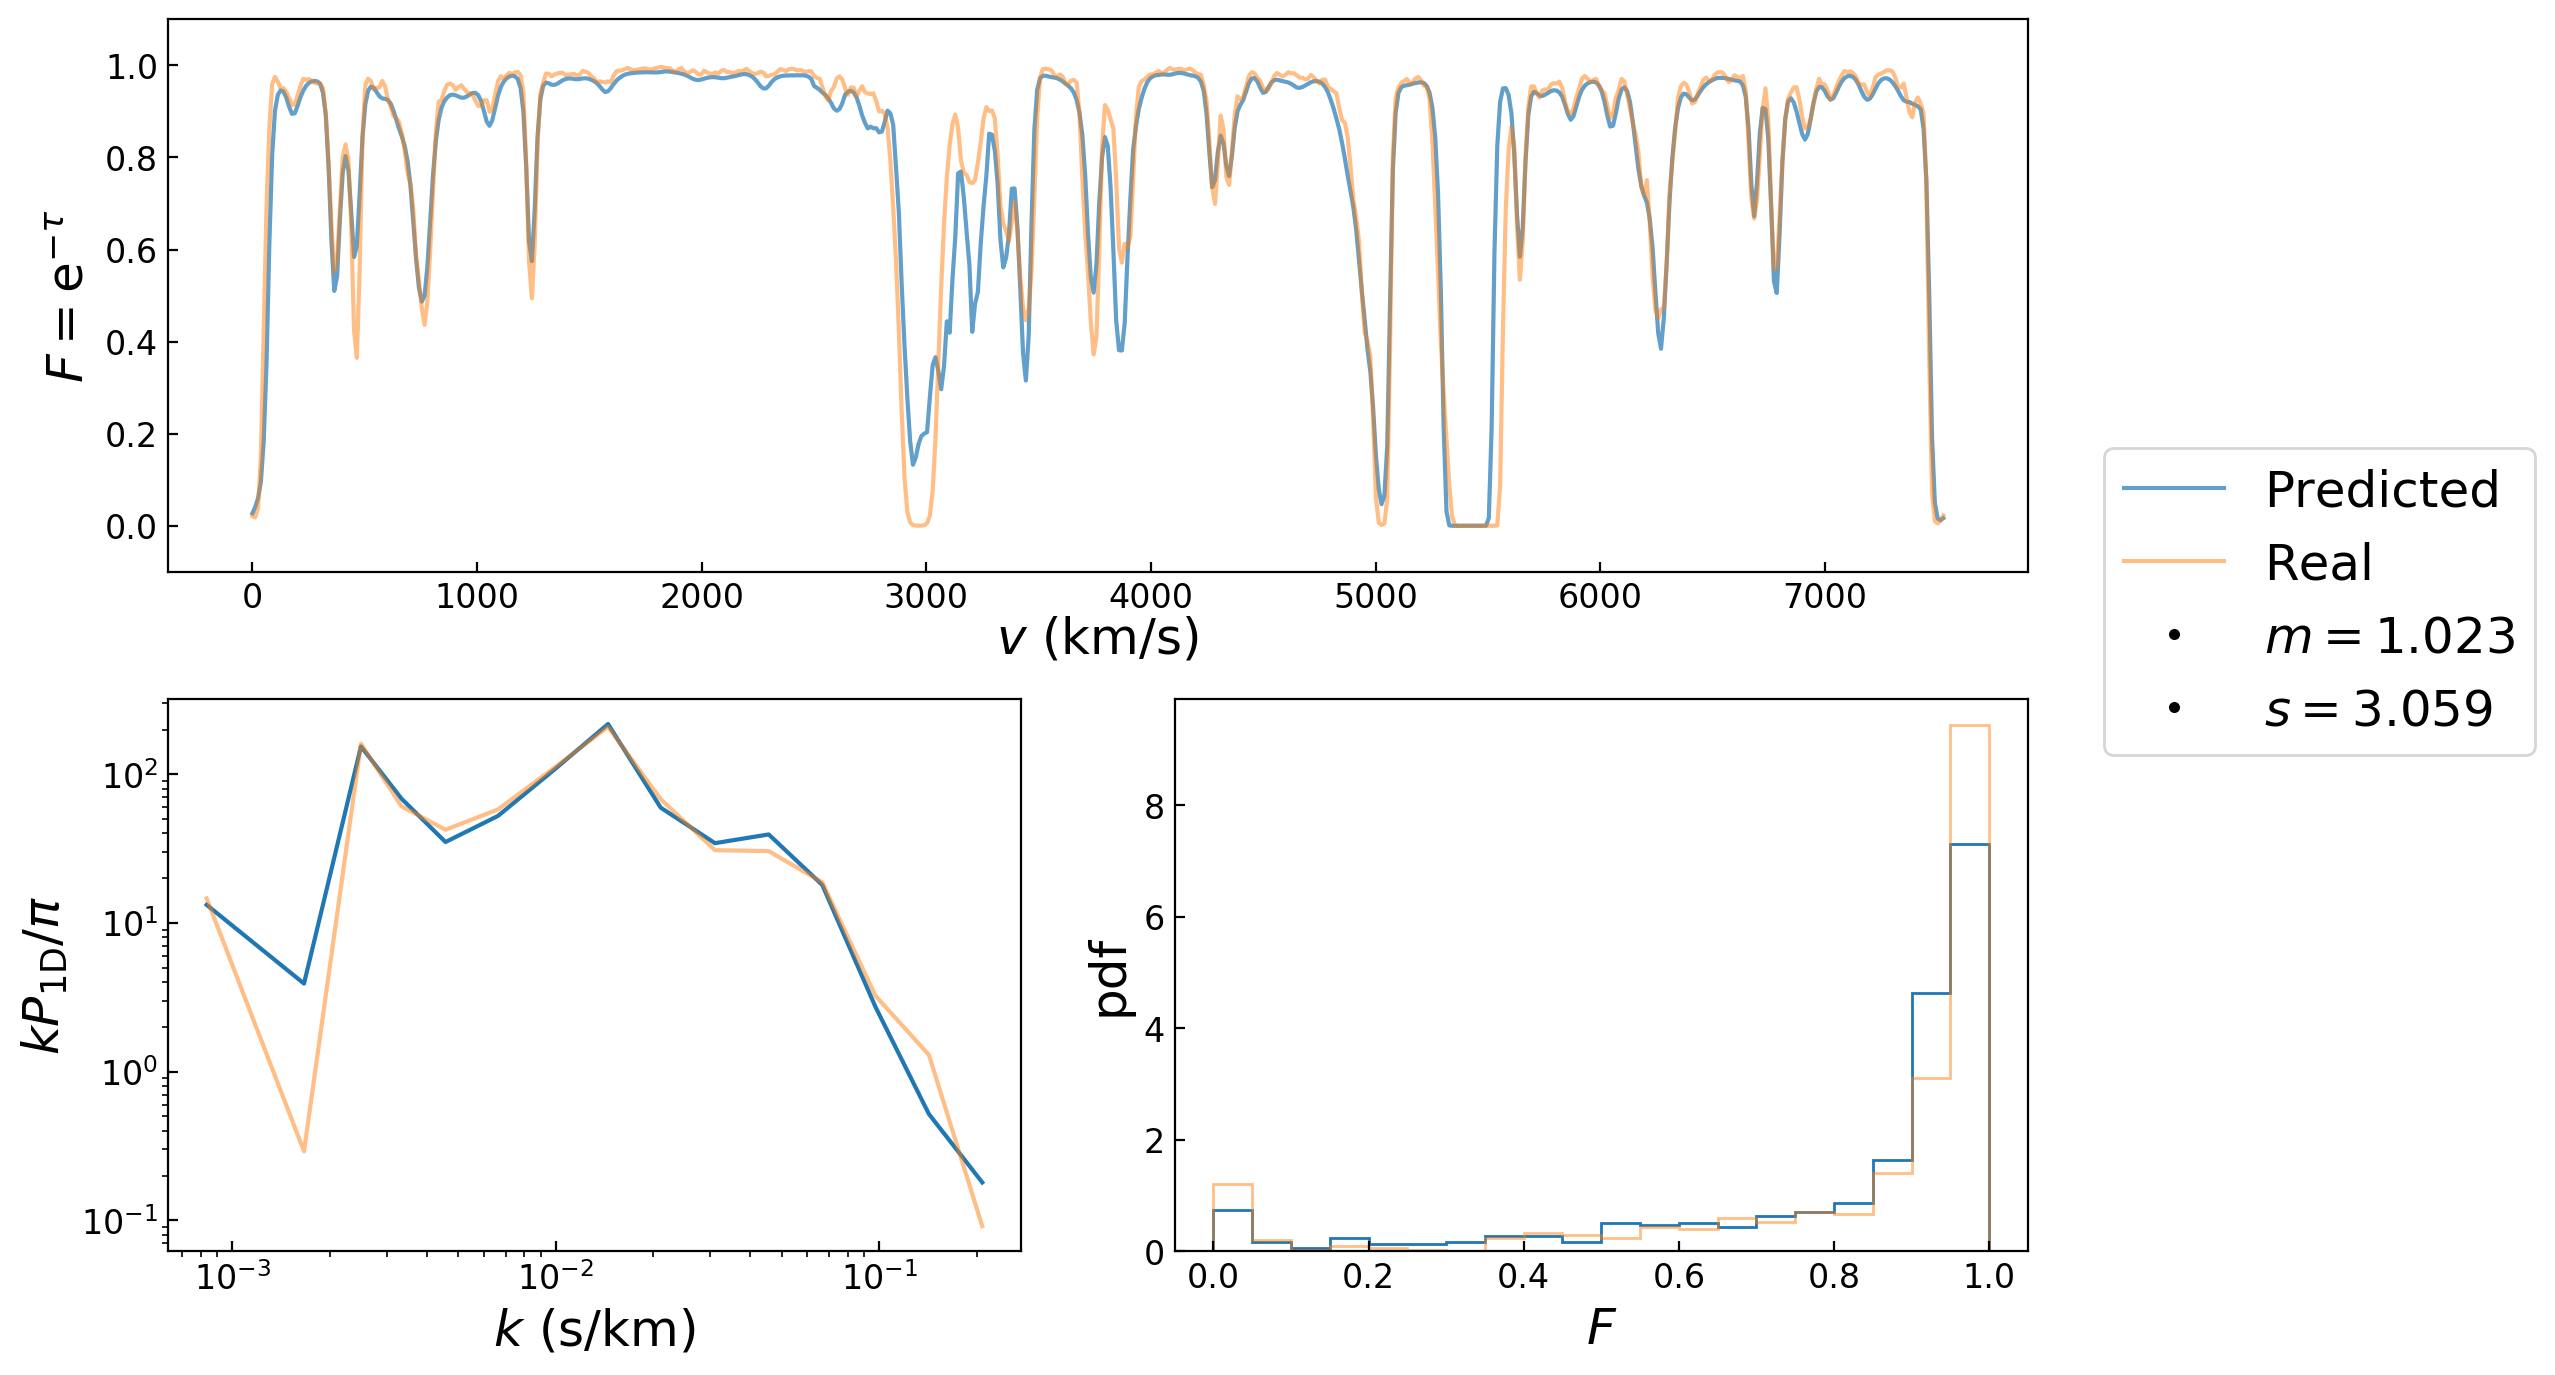 1.0
0.8
0.6
0.4
0.2
0.0
F = e^{−τ}
0 1000 2000 3000 4000 5000 6000 7000
v (km/s)
Predicted
Real
m = 1.023
s = 3.059
10^2
10^1
10^0
10^{−1}
kP_{1D}/π
10^{−3} 10^{−2} 10^{−1}
k (s/km)
8
6
4
2
0
pdf
0.0 0.2 0.4 0.6 0.8 1.0
F